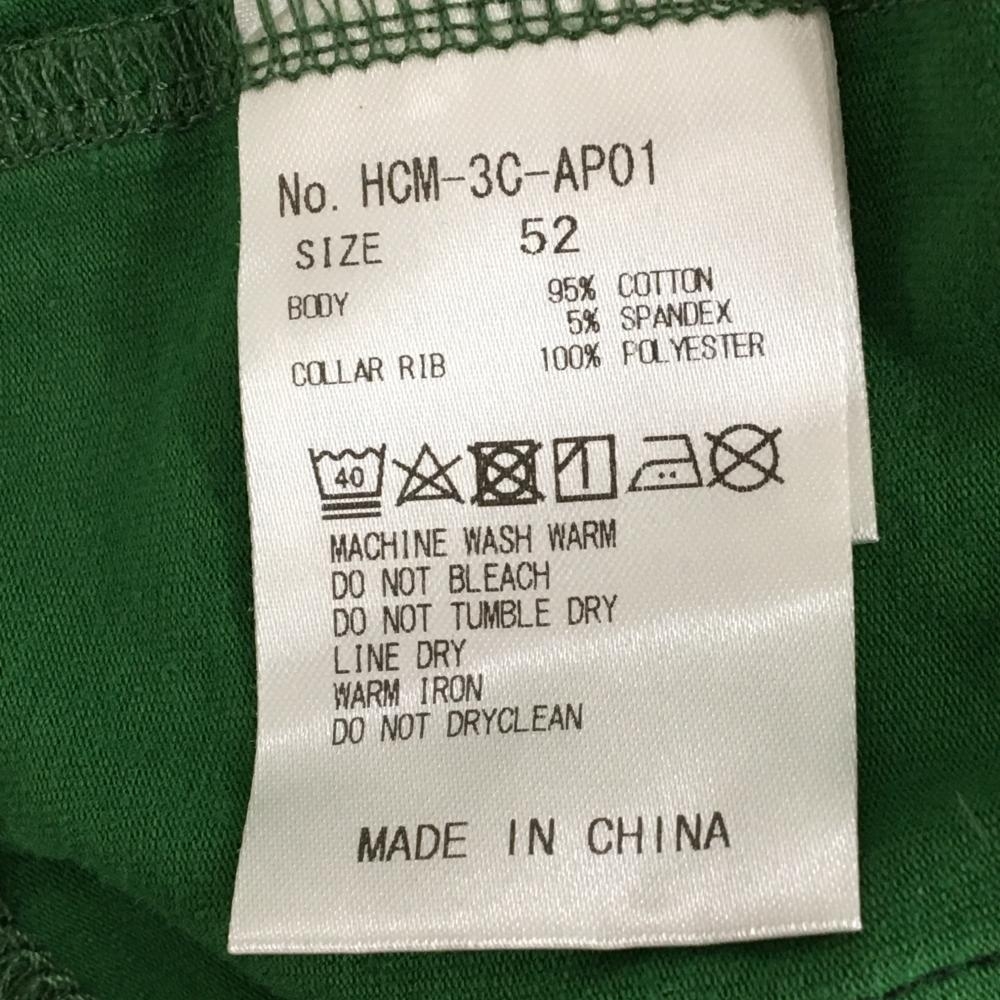 No. HCM-3C-AP01
SIZE 52
BODY 95% COTTON
5% SPANDEX
COLLAR RIB 100% POLYESTER
40
MACHINE WASH WARM
DO NOT BLEACH
DO NOT TUMBLE DRY
LINE DRY
WARM IRON
DO NOT DRYCLEAN
MADE IN CHINA